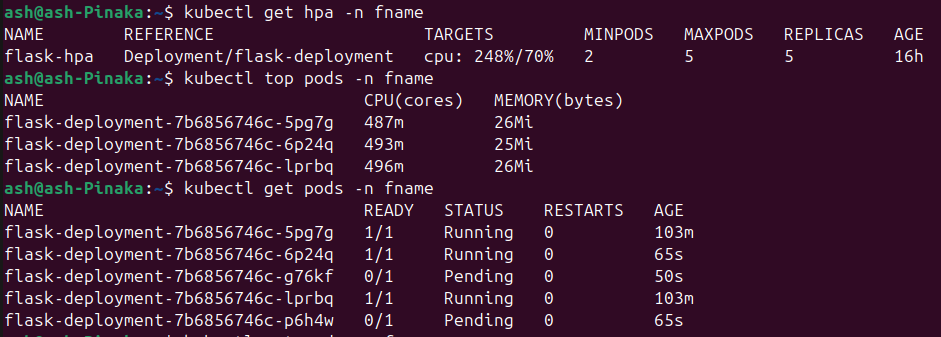 ash@ash-Pinaka:~$ kubectl get hpa -n fname
NAME REFERENCE TARGETS MINPODS MAXPODS REPLICAS AGE
flask-hpa Deployment/flask-deployment cpu: 248%/70% 2 5 5 16h
ash@ash-Pinaka:~$ kubectl top pods -n fname
NAME CPU(cores) MEMORY(bytes)
flask-deployment-7b6856746c-5pg7g 487m 26Mi
flask-deployment-7b6856746c-6p24q 493m 25Mi
flask-deployment-7b6856746c-lprbq 496m 26Mi
ash@ash-Pinaka:~$ kubectl get pods -n fname
NAME READY STATUS RESTARTS AGE
flask-deployment-7b6856746c-5pg7g 1/1 Running 0 103m
flask-deployment-7b6856746c-6p24q 1/1 Running 0 65s
flask-deployment-7b6856746c-g76kf 0/1 Pending 0 50s
flask-deployment-7b6856746c-lprbq 1/1 Running 0 103m
flask-deployment-7b6856746c-p6h4w 0/1 Pending 0 65s